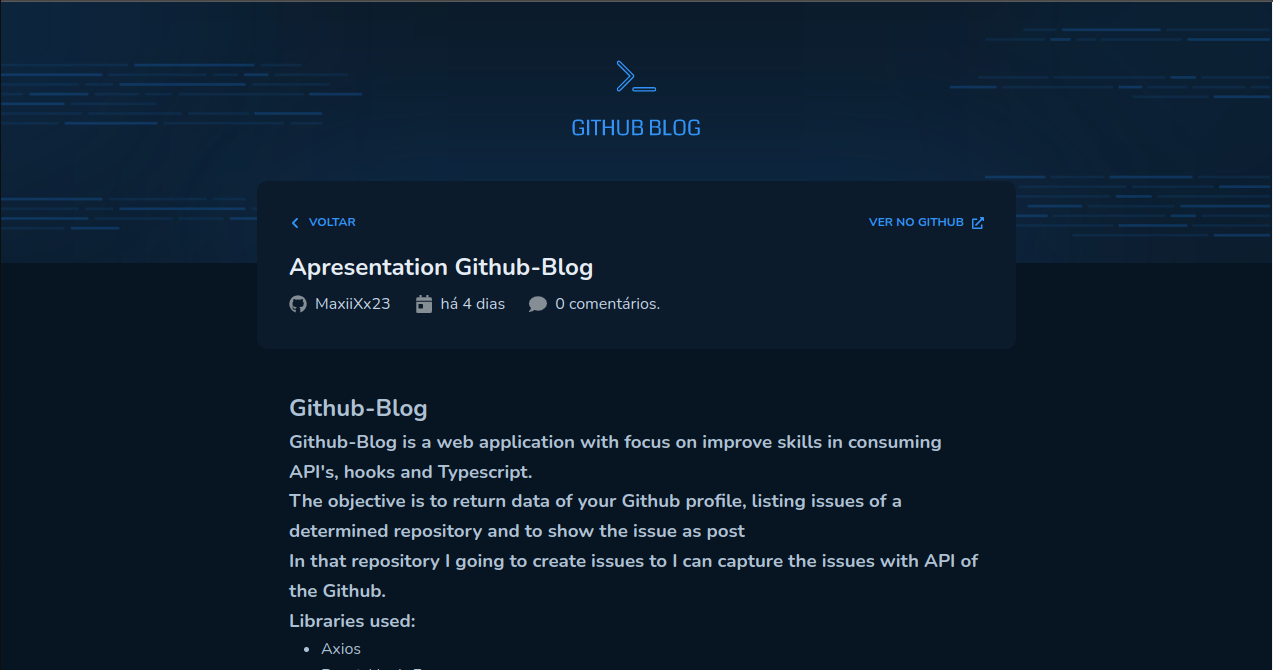 GITHUB BLOG
VOLTAR
VER NO GITHUB
Apresentation Github-Blog
MaxiiXx23 há 4 dias 0 comentários.
Github-Blog
Github-Blog is a web application with focus on improve skills in consuming
API's, hooks and Typescript.
The objective is to return data of your Github profile, listing issues of a
determined repository and to show the issue as post
In that repository I going to create issues to I can capture the issues with API of
the Github.
Libraries used:
• Axios